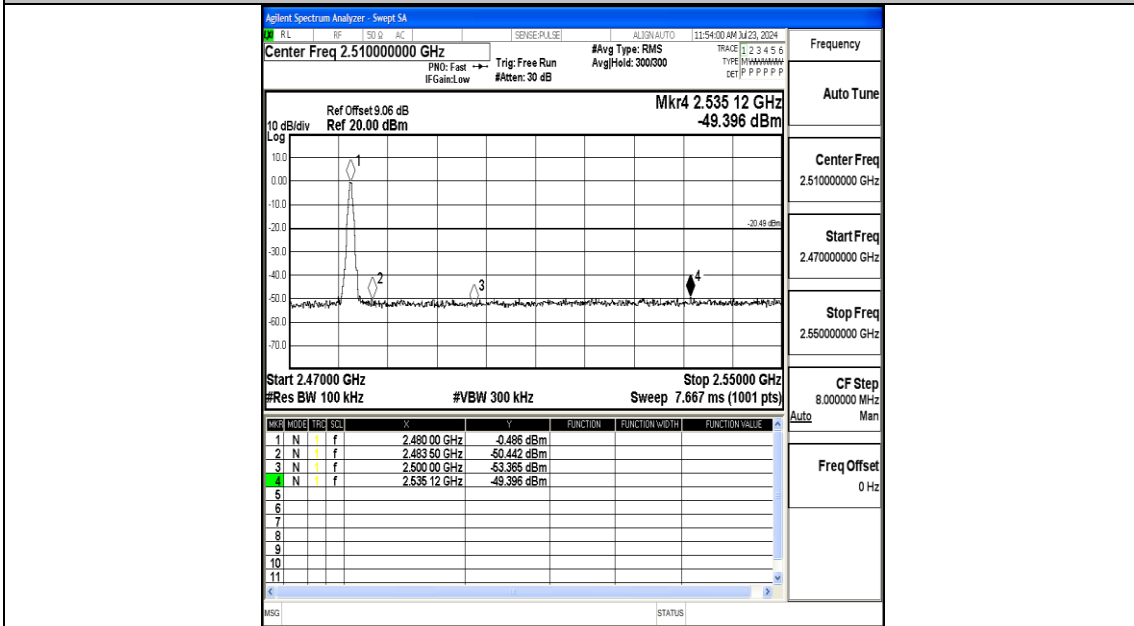 Agilent Spectrum Analyzer - Swept SA
RL RF 50 Ω AC SENSE:PULSE ALIGN AUTO 11:54:00 AM Jul 23, 2024
Center Freq 2.510000000 GHz #Avg Type: RMS TRACE 1 2 3 4 5 6
PNO: Fast Trig: Free Run Avg|Hold: 300/300 TYPE MWWWWW
IFGain:Low #Atten: 30 dB DET P P P P P P
Mkr4 2.535 12 GHz
-49.396 dBm
Ref Offset 9.06 dB
10 dB/div Ref 20.00 dBm
Log
10.0
0.00
-10.0
-20.0
-30.0
-40.0
-50.0
-60.0
-70.0
1
2
3
4
-20.49 dBm
Start 2.47000 GHz Stop 2.55000 GHz
#Res BW 100 kHz #VBW 300 kHz Sweep 7.667 ms (1001 pts)
MKR MODE TRC SCL X Y FUNCTION FUNCTION WIDTH FUNCTION VALUE
1 N 1 f 2.480 00 GHz -0.486 dBm
2 N 1 f 2.483 50 GHz -50.442 dBm
3 N 1 f 2.500 00 GHz -53.365 dBm
4 N 1 f 2.535 12 GHz -49.396 dBm
5
6
7
8
9
10
11
MSG STATUS
Frequency
Auto Tune
Center Freq
2.510000000 GHz
Start Freq
2.470000000 GHz
Stop Freq
2.550000000 GHz
CF Step
8.000000 MHz
Auto Man
Freq Offset
0 Hz